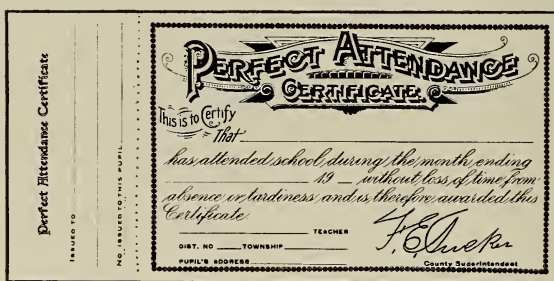 Perfect Attendance Certificate
ISSUED TO
NO. ISSUED TO THIS PUPIL
PERFECT ATTENDANCE
CERTIFICATE.
This is to Certify
That
has attended school, during the month ending
19 without loss of time from
absence or tardiness and is, therefore awarded this
Certificate
TEACHER
DIST. NO TOWNSHIP
PUPIL'S ADDRESS
F. E. Tucker
County Superintendent